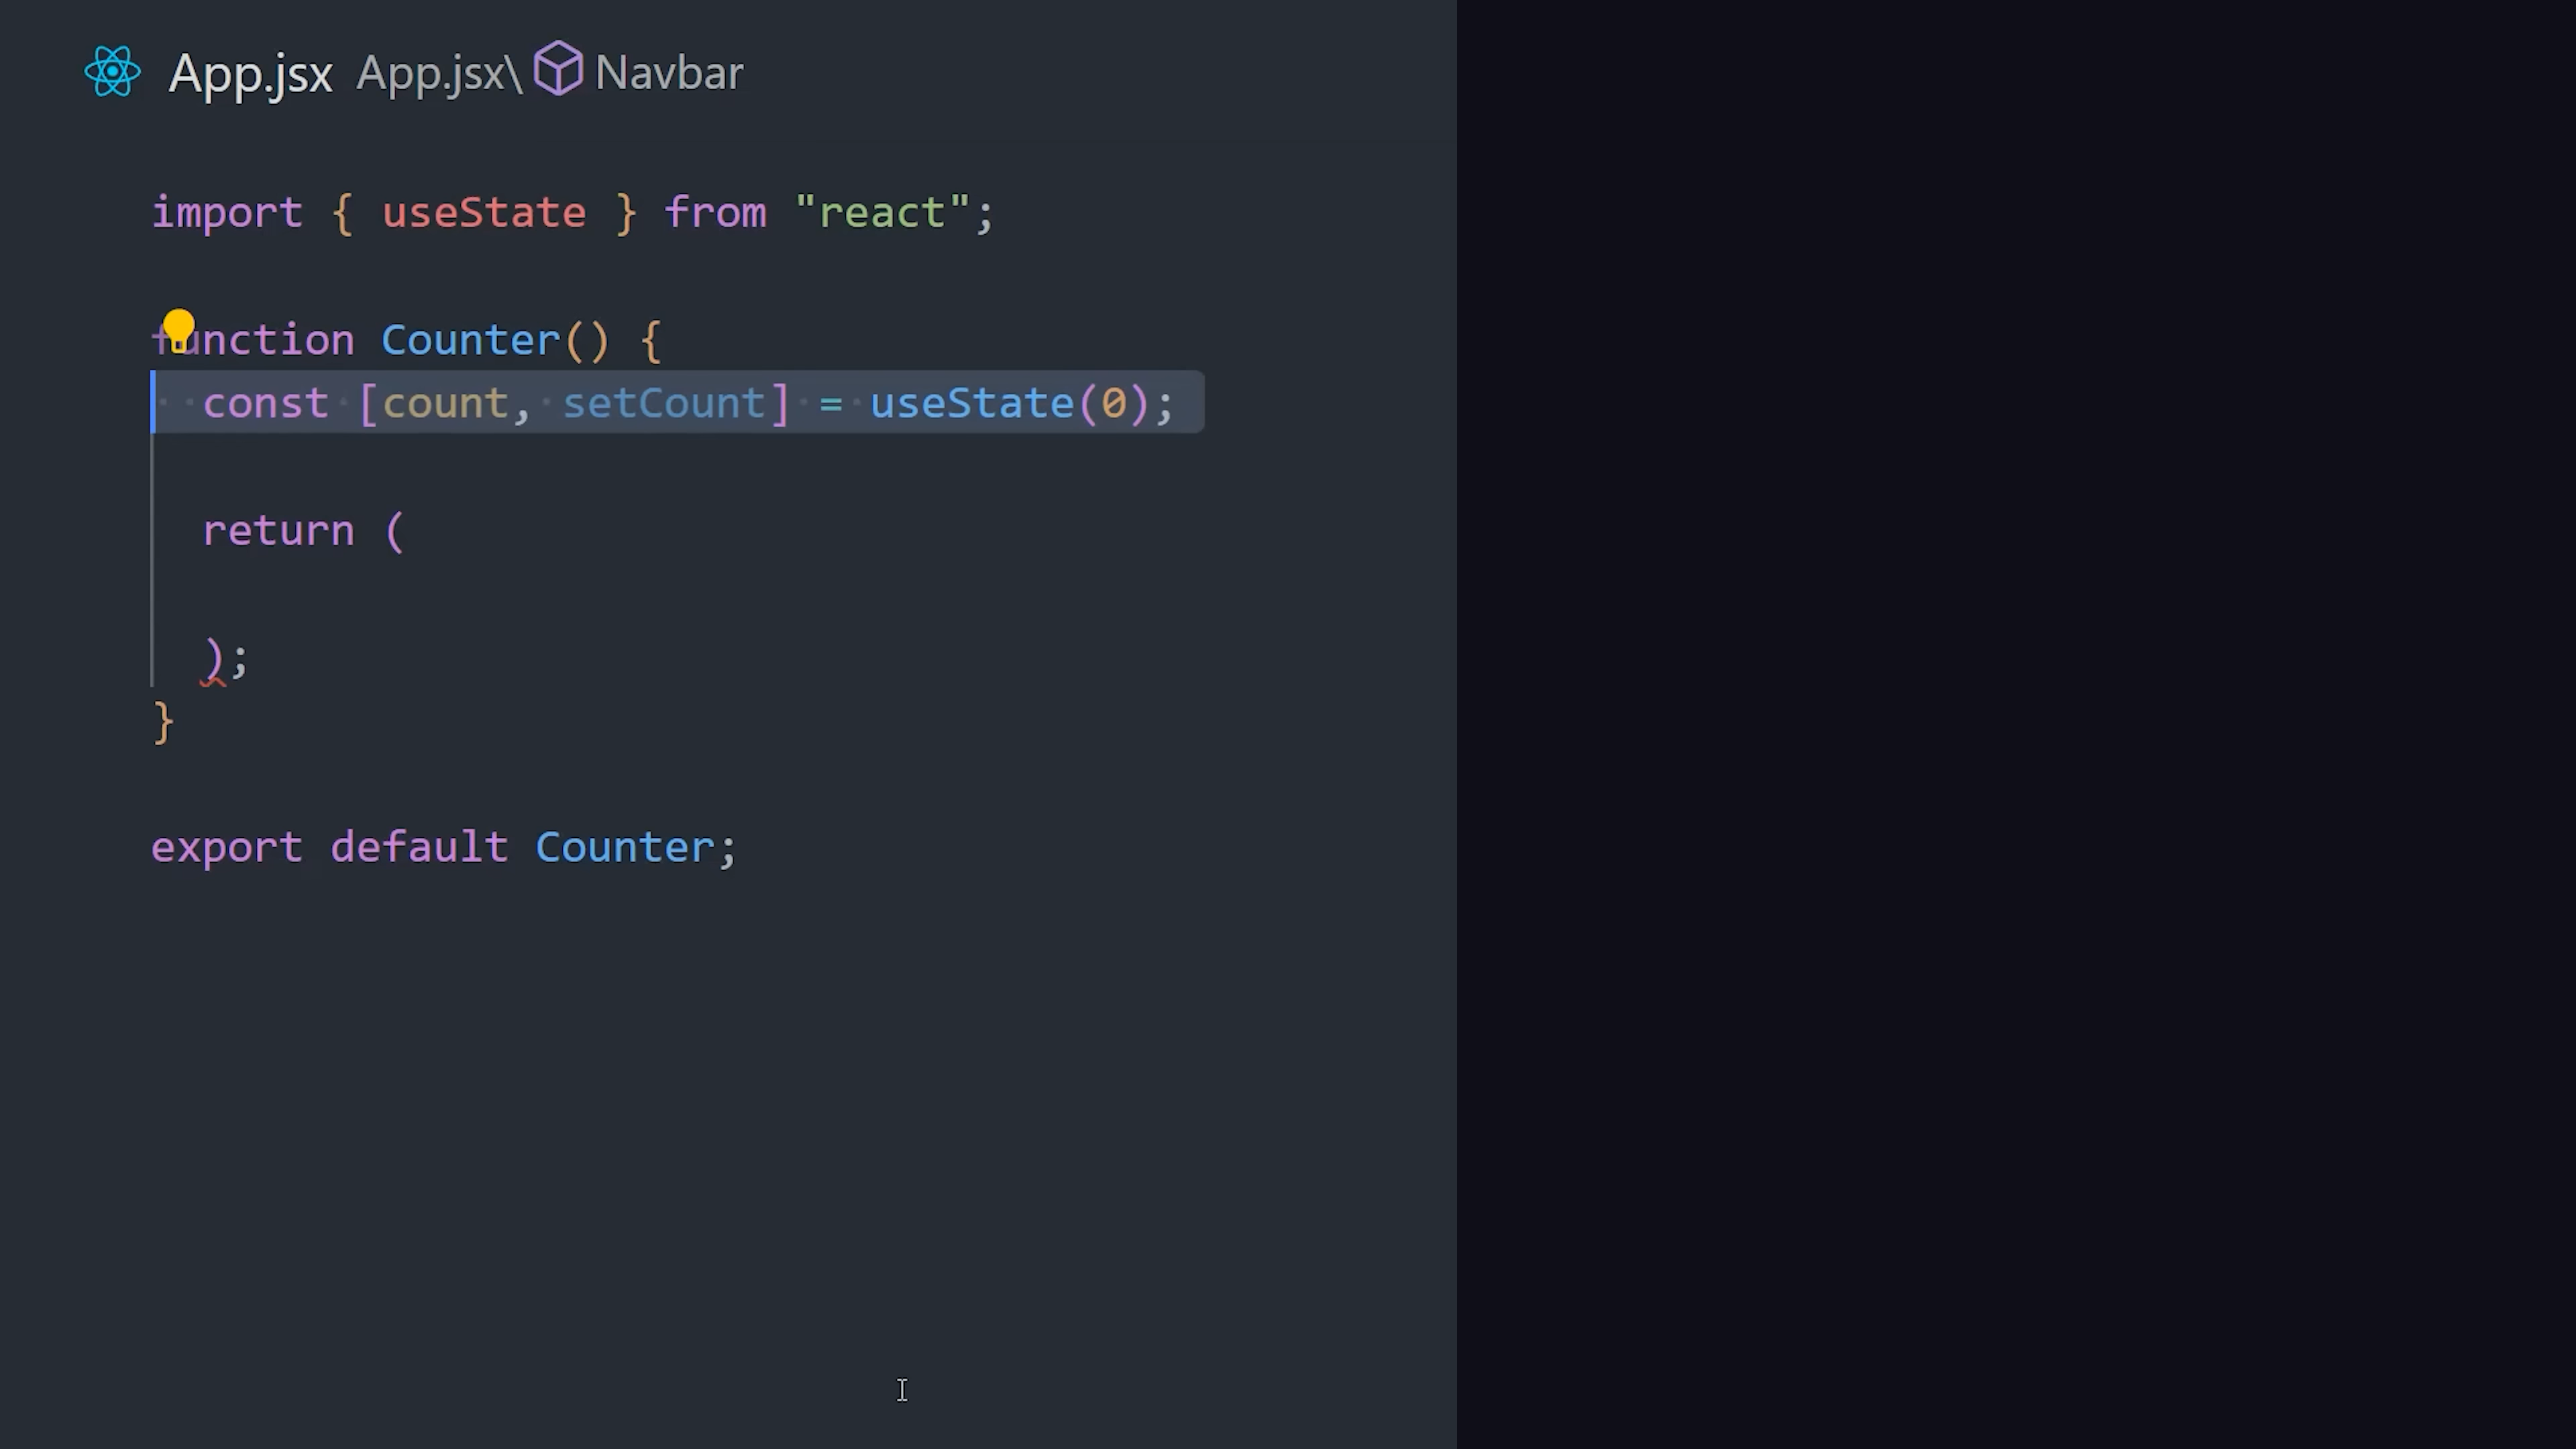 App.jsx App.jsx\ Navbar
import { useState } from "react";
function Counter() {
  const [count, setCount] = useState(0);
  return (
  );
}
export default Counter;